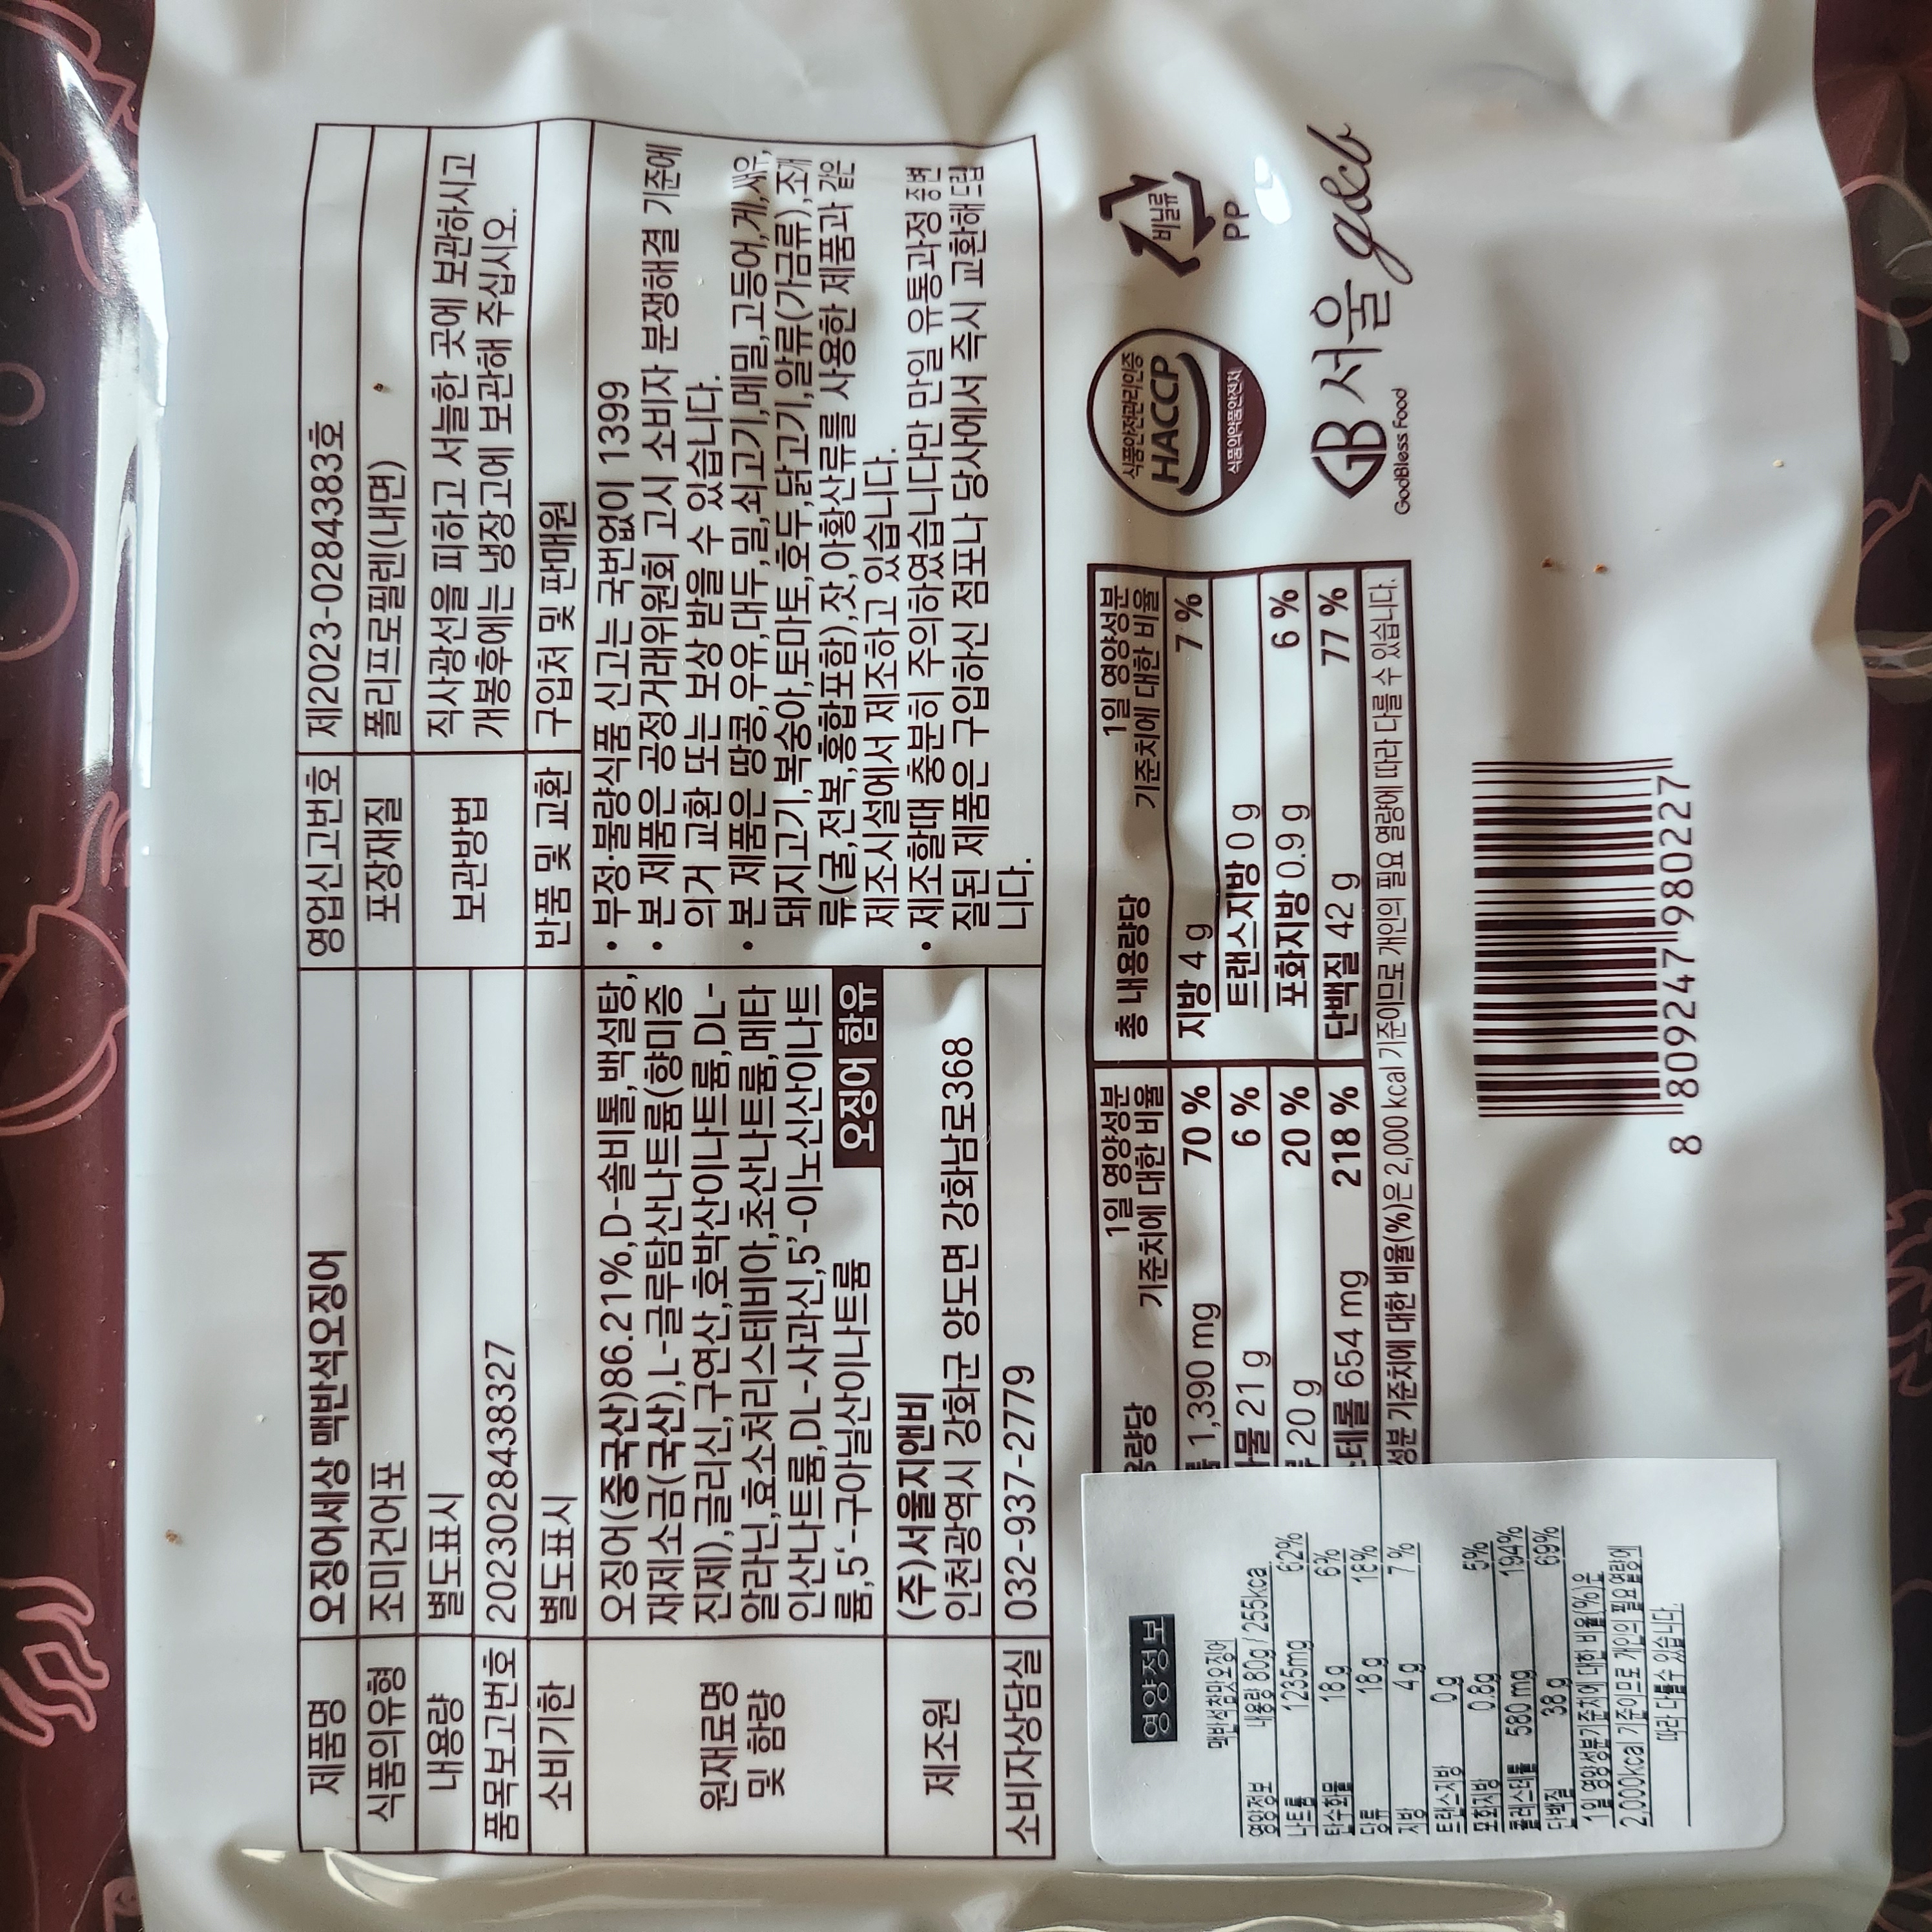 제품명 오징어세상 맥반석오징어
식품의유형 조미건어포
내용량 별도표시
품목보고번호 20230284383​27
소비기한 별도표시
원재료명
및 함량
오징어(중국산)86.21%,D-솔비톨,백설탕,
재제소금(국산),L-글루탐산나트륨(향미증
진제),글리신,구연산,호박산이나트륨,DL-
알라닌,효소처리스테비아,초산나트륨,메타
인산나트륨,DL-사과산,5'-이노신산이나트
륨,5'-구아닐산이나트륨
오징어 함유
제조원 (주)서울지앤비
인천광역시 강화군 양도면 강화남로368
소비자상담실 032-937-2779
영업신고번호 제2023-0284383호
포장재질 폴리프로필렌(내면)
보관방법 직사광선을 피하고 서늘한 곳에 보관하시고
개봉후에는 냉장고에 보관해 주십시오.
반품 및 교환 구입처 및 판매원
• 부정·불량식품 신고는 국번없이 1399
• 본 제품은 공정거래위원회 고시 소비자 분쟁해결 기준에
의거 교환 또는 보상 받을 수 있습니다.
• 본 제품은 땅콩,우유,대두,밀,쇠고기,메밀,고등어,게,새우,
돼지고기,복숭아,토마토,호두,닭고기,알류(가금류),조개
류(굴,전복,홍합포함),잣,아황산류를 사용한 제품과 같은
제조시설에서 제조하고 있습니다.
• 제조할때 충분히 주의하였습니다만 만일 유통과정 중 변
질된 제품은 구입하신 점포나 당사에서 즉시 교환해 드립
니다.
용량당 1일 영양성분
기준치에 대한 비율
총 내용량당 1일 영양성분
기준치에 대한 비율
1,390 mg 70 % 지방 4 g 7 %
물 21 g 6 % 트랜스지방 0 g
20 g 20 % 포화지방 0.9 g 6 %
테롤 654 mg 218 % 단백질 42 g 77 %
성분 기준치에 대한 비율(%)은 2,000 kcal 기준이므로 개인의 필요 열량에 따라 다를 수 있습니다.
영양정보
맥반석참맛오징어
영양정보 내용량 80g / 255kca
나트륨 1235mg 62%
탄수화물 18 g 6%
당류 18 g 18%
지방 4 g 7 %
트랜스지방 0 g
포화지방 0.8g 5%
콜레스테롤 580 mg 194%
단백질 38 g 69%
1일 영양성분기준치에 대한 비율(%)은
2,000kcal 기준이므로 개인의 필요열량에
따라 다를수 있습니다.
식품안전관리인증
HACCP
식품의약품안전처
비닐류
PP
GB 서울 g&b
GodBless Food
8 809247 980227